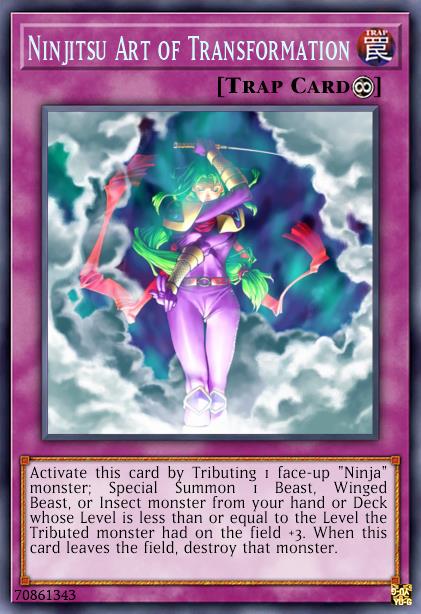 NINJITSU ART OF TRANSFORMATION
TRAP
罠
[TRAP CARD♾]
Activate this card by Tributing 1 face-up "Ninja"
monster; Special Summon 1 Beast, Winged
Beast, or Insect monster from your hand or Deck
whose Level is less than or equal to the Level the
Tributed monster had on the field +3. When this
card leaves the field, destroy that monster.
70861343